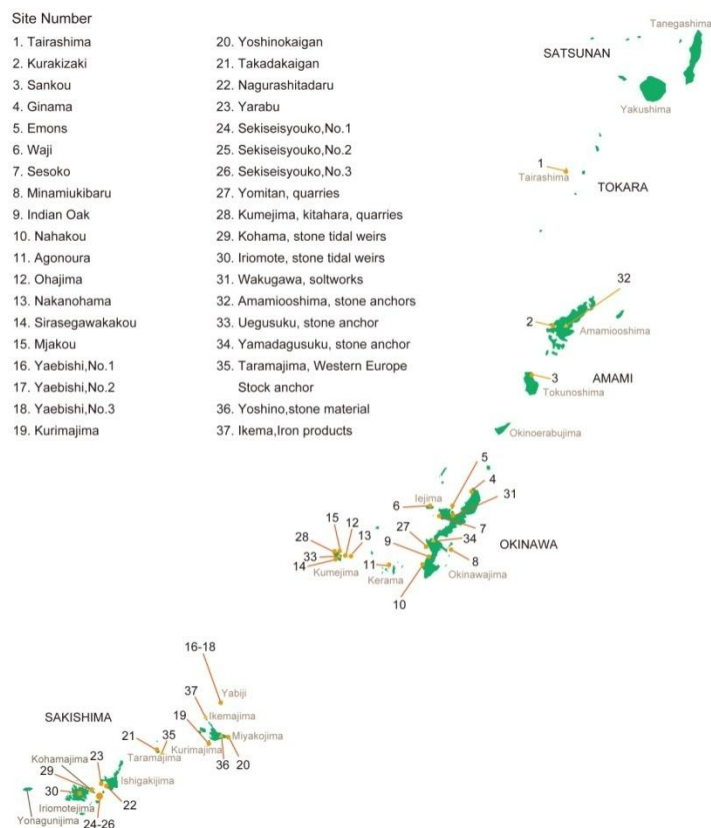 Site Number
1. Tairashima
2. Kurakizaki
3. Sankou
4. Ginama
5. Emons
6. Waji
7. Sesoko
8. Minamiukibaru
9. Indian Oak
10. Nahakou
11. Agonoura
12. Ohajima
13. Nakanohama
14. Sirasegawakakou
15. Mjakou
16. Yaebishi,No.1
17. Yaebishi,No.2
18. Yaebishi,No.3
19. Kurimajima
20. Yoshinokaigan
21. Takadakaigan
22. Nagurashitadaru
23. Yarabu
24. Sekiseisyouko,No.1
25. Sekiseisyouko,No.2
26. Sekiseisyouko,No.3
27. Yomitan, quarries
28. Kumejima, kitahara, quarries
29. Kohama, stone tidal weirs
30. Iriomote, stone tidal weirs
31. Wakugawa, soltworks
32. Amamiooshima, stone anchors
33. Uegusuku, stone anchor
34. Yamadagusuku, stone anchor
35. Taramajima, Western Europe
Stock anchor
36. Yoshino,stone material
37. Ikema,Iron products
Tanegashima
SATSUNAN
Yakushima
1
Tairashima
TOKARA
32
2
Amamiooshima
3
AMAMI
Tokunoshima
Okinoerabujima
5
4
Iejima
6
31
7
27
34
OKINAWA
9
8
Okinawajima
10
15
12
13
28
33
14
Kumejima
11
Kerama
16-18
Yabiji
37
Ikemajima
SAKISHIMA
19
Miyakojima
21
35
Kurimajima
36
20
Taramajima
Kohamajima
23
29
Ishigakijima
30
22
Iriomotejima
Yonagunijima
24-26